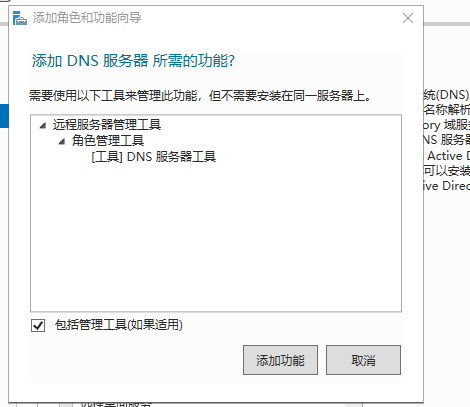 添加角色和功能向导
添加 DNS 服务器 所需的功能?
需要使用以下工具来管理此功能，但不需要安装在同一服务器上。
远程服务器管理工具
角色管理工具
[工具] DNS 服务器工具
包括管理工具(如果适用)
添加功能
取消
统(DNS)
名称解析
ory 域服
NS 服务器
Active D
可以安装
ive Direc